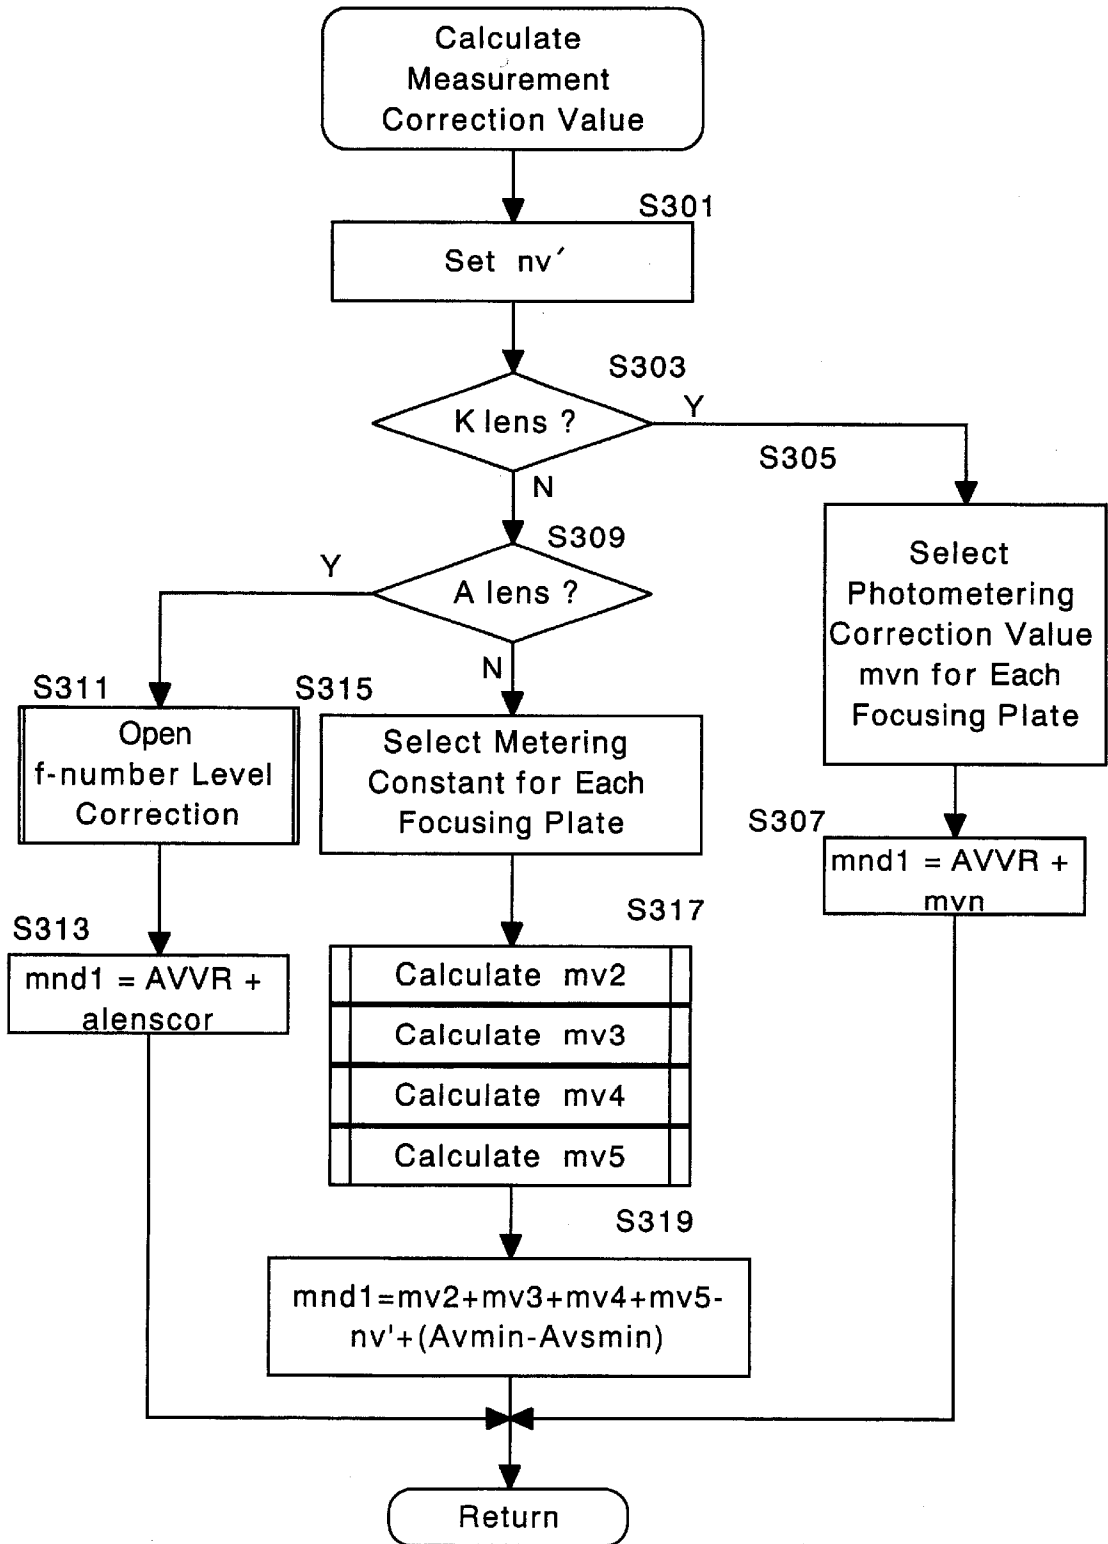 Calculate
Measurement
Correction Value
S301
Set nv′
S303
K lens ?
Y
S305
N
S309
Y
A lens ?
Select
Photometering
Correction Value
mvn for Each
Focusing Plate
N
S311
S315
Open
f-number Level
Correction
Select Metering
Constant for Each
Focusing Plate
S307
mnd1 = AVVR +
mvn
S313
mnd1 = AVVR +
alenscor
S317
Calculate mv2
Calculate mv3
Calculate mv4
Calculate mv5
S319
mnd1=mv2+mv3+mv4+mv5-
nv'+(Avmin-Avsmin)
Return